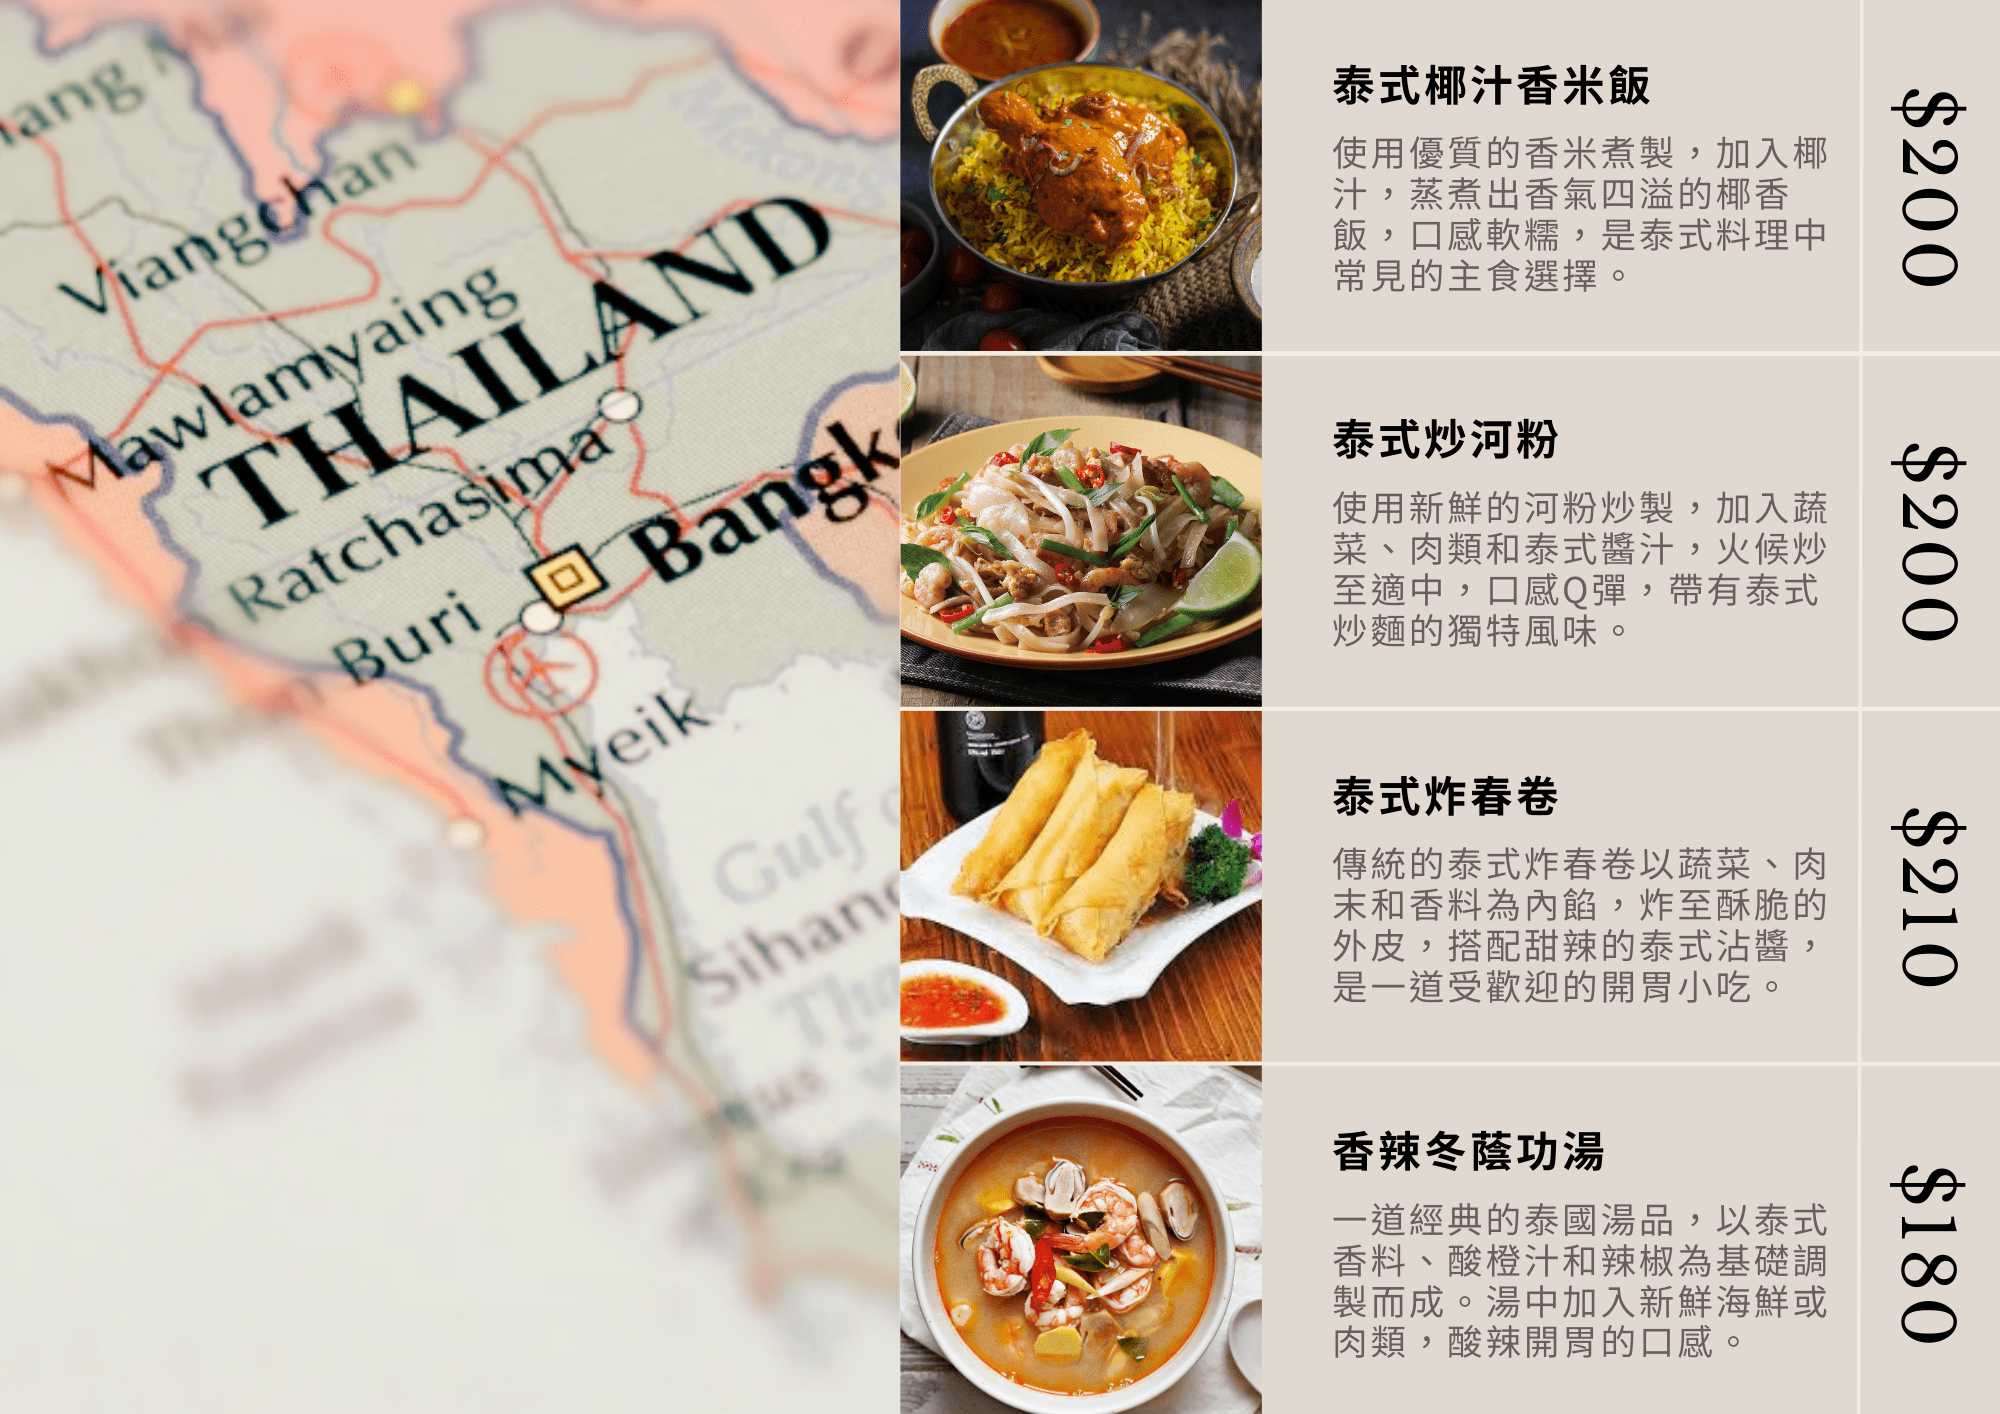 Viangchan
Mekong
THAILAND
Mawlamyaing
Ratchasima
Buri
Myeik
Gulf
泰式椰汁香米飯
使用優質的香米煮製，加入椰
汁，蒸煮出香氣四溢的椰香
飯，口感軟糯，是泰式料理中
常見的主食選擇。
$200
泰式炒河粉
使用新鮮的河粉炒製，加入蔬
菜、肉類和泰式醬汁，火候炒
至適中，口感Q彈，帶有泰式
炒麵的獨特風味。
$200
泰式炸春卷
傳統的泰式炸春卷以蔬菜、肉
末和香料為內餡，炸至酥脆的
外皮，搭配甜辣的泰式沾醬，
是一道受歡迎的開胃小吃。
$210
香辣冬蔭功湯
一道經典的泰國湯品，以泰式
香料、酸橙汁和辣椒為基礎調
製而成。湯中加入新鮮海鮮或
肉類，酸辣開胃的口感。
$180